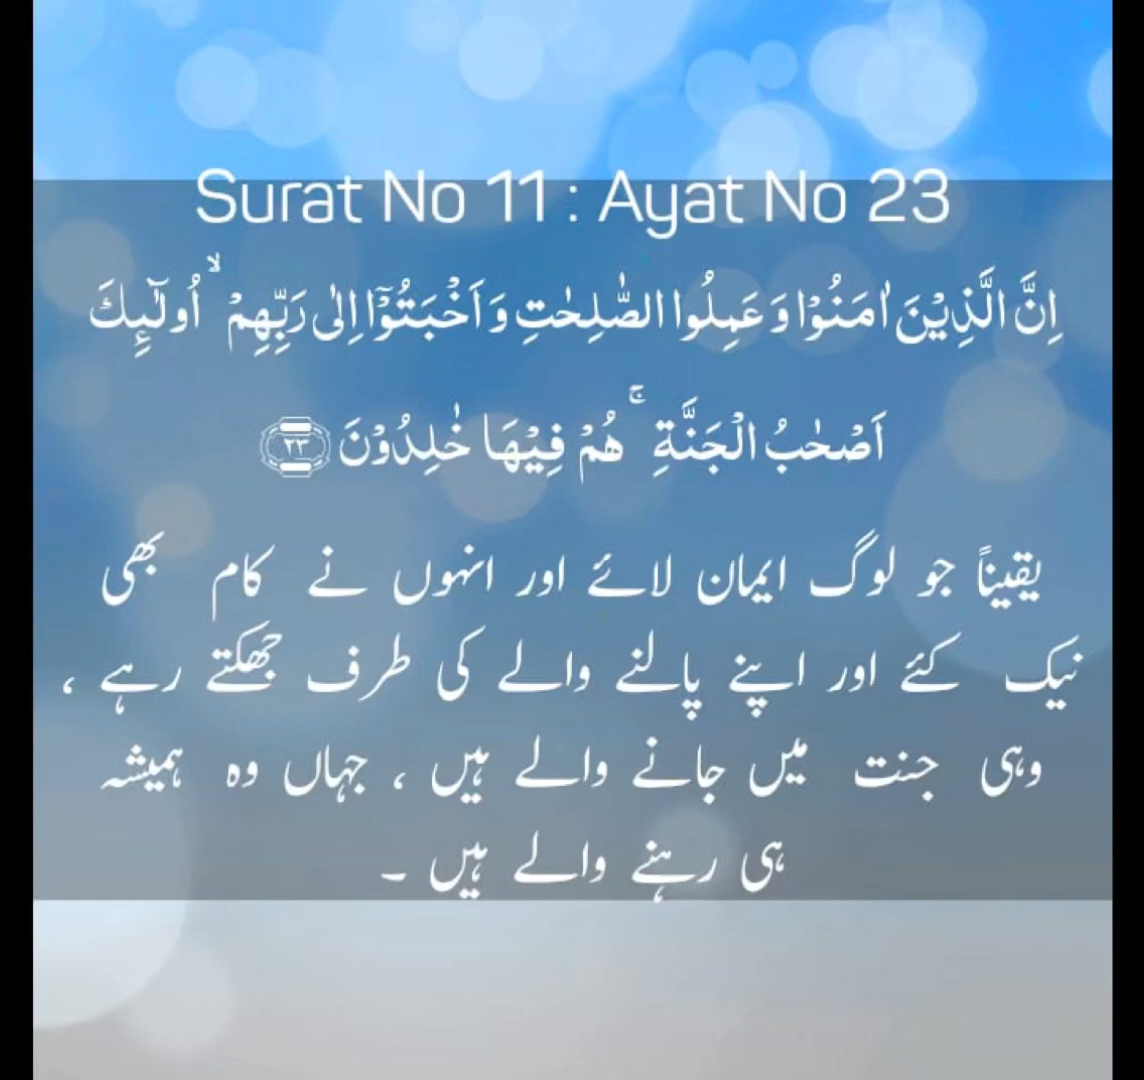 Surat No 11 : Ayat No 23
اِنَّ الَّذِيْنَ اٰمَنُوْا وَعَمِلُوا الصّٰلِحٰتِ وَاَخْبَتُوْۤا اِلٰى رَبِّهِمْ ۙ اُولٰٓئِكَ
اَصْحٰبُ الْجَنَّةِ ۚ هُمْ فِيْهَا خٰلِدُوْنَ ﴿۲۳﴾
یقیناً جو لوگ ایمان لائے اور انہوں نے کام بھی
نیک کئے اور اپنے پالنے والے کی طرف جھکتے رہے ،
وہی جنت میں جانے والے ہیں ، جہاں وہ ہمیشہ
ہی رہنے والے ہیں ۔